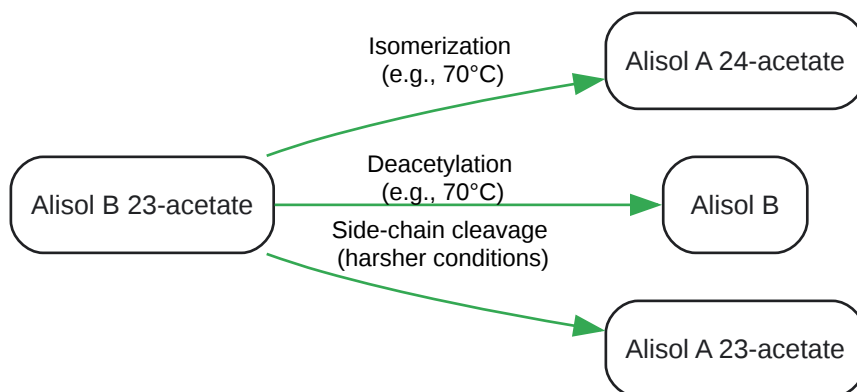 Isomerization
(e.g., 70°C)
Alisol A 24-acetate
Alisol B 23-acetate
Deacetylation
(e.g., 70°C)
Alisol B
Side-chain cleavage
(harsher conditions)
Alisol A 23-acetate